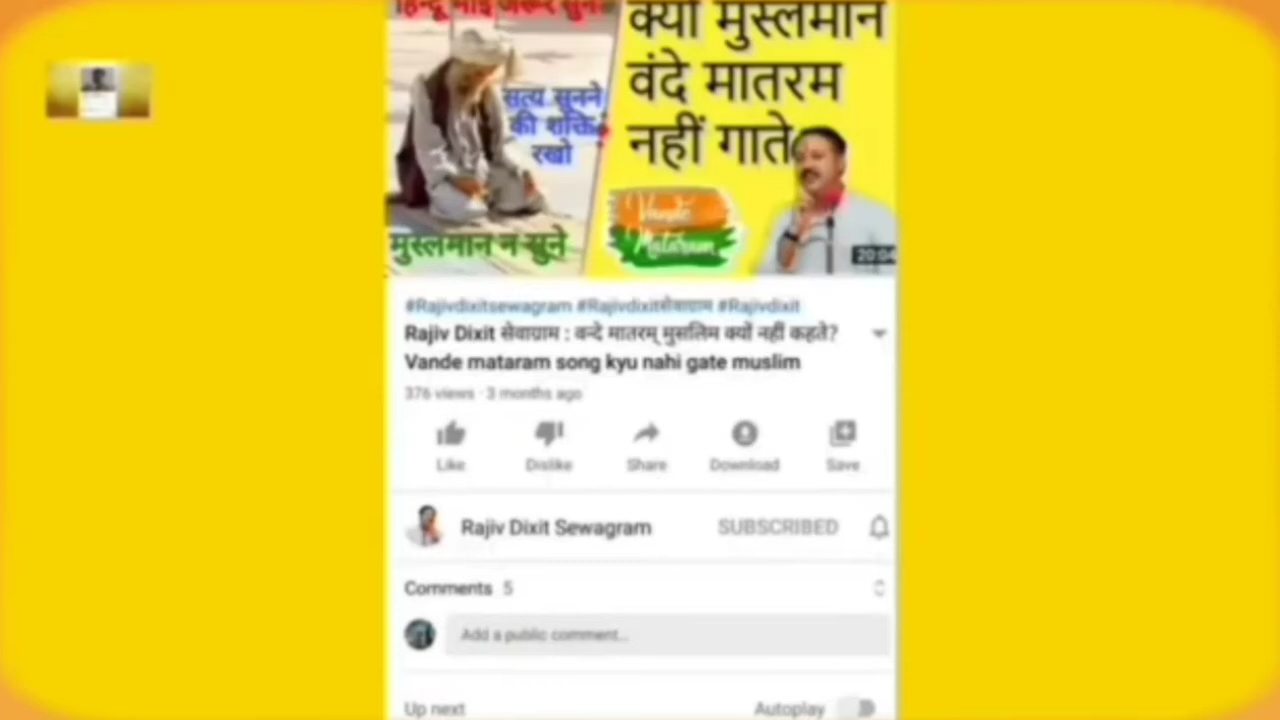 हिन्दू भाई जरूर सुने
क्यों मुस्लमान
वंदे मातरम
नहीं गाते
सत्य सुनने
की शक्ति
रखो
Vande
Mataram
मुस्लमान न सुने
20:04
#Rajivdixitsewagram #Rajivdixitसेवाग्राम #Rajivdixit
Rajiv Dixit सेवाग्राम : वन्दे मातरम् मुसलिम क्यों नहीं कहते?
Vande mataram song kyu nahi gate muslim
376 views · 3 months ago
Like Dislike Share Download Save
Rajiv Dixit Sewagram SUBSCRIBED
Comments 5
Add a public comment...
Up next Autoplay